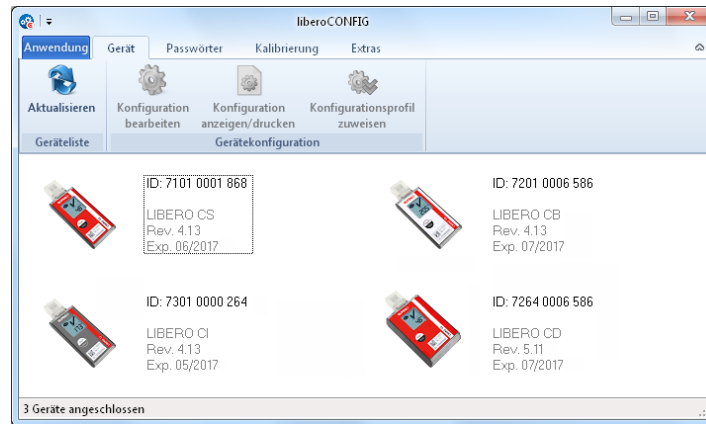 liberoCONFIG
Anwendung Gerät Passwörter Kalibrierung Extras
Aktualisieren
Konfiguration bearbeiten
Konfiguration anzeigen/drucken
Konfigurationsprofil zuweisen
Geräteliste
Gerätekonfiguration
ID: 7101 0001 868
LIBERO CS
Rev. 4.13
Exp. 06/2017
ID: 7201 0006 586
LIBERO CB
Rev. 4.13
Exp. 07/2017
ID: 7301 0000 264
LIBERO CI
Rev. 4.13
Exp. 05/2017
ID: 7264 0006 586
LIBERO CD
Rev. 5.11
Exp. 07/2017
3 Geräte angeschlossen